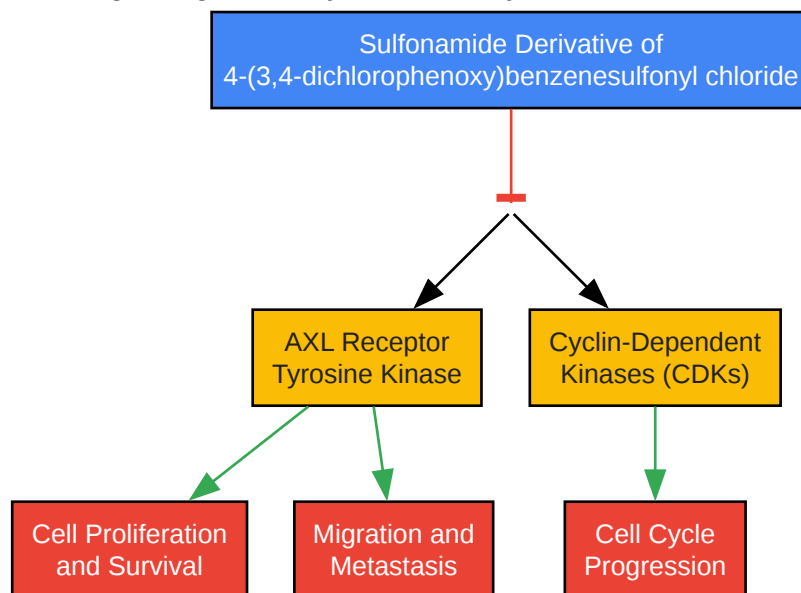 Sulfonamide Derivative of
4-(3,4-dichlorophenoxy)benzenesulfonyl chloride
AXL Receptor
Tyrosine Kinase
Cyclin-Dependent
Kinases (CDKs)
Cell Proliferation
and Survival
Migration and
Metastasis
Cell Cycle
Progression